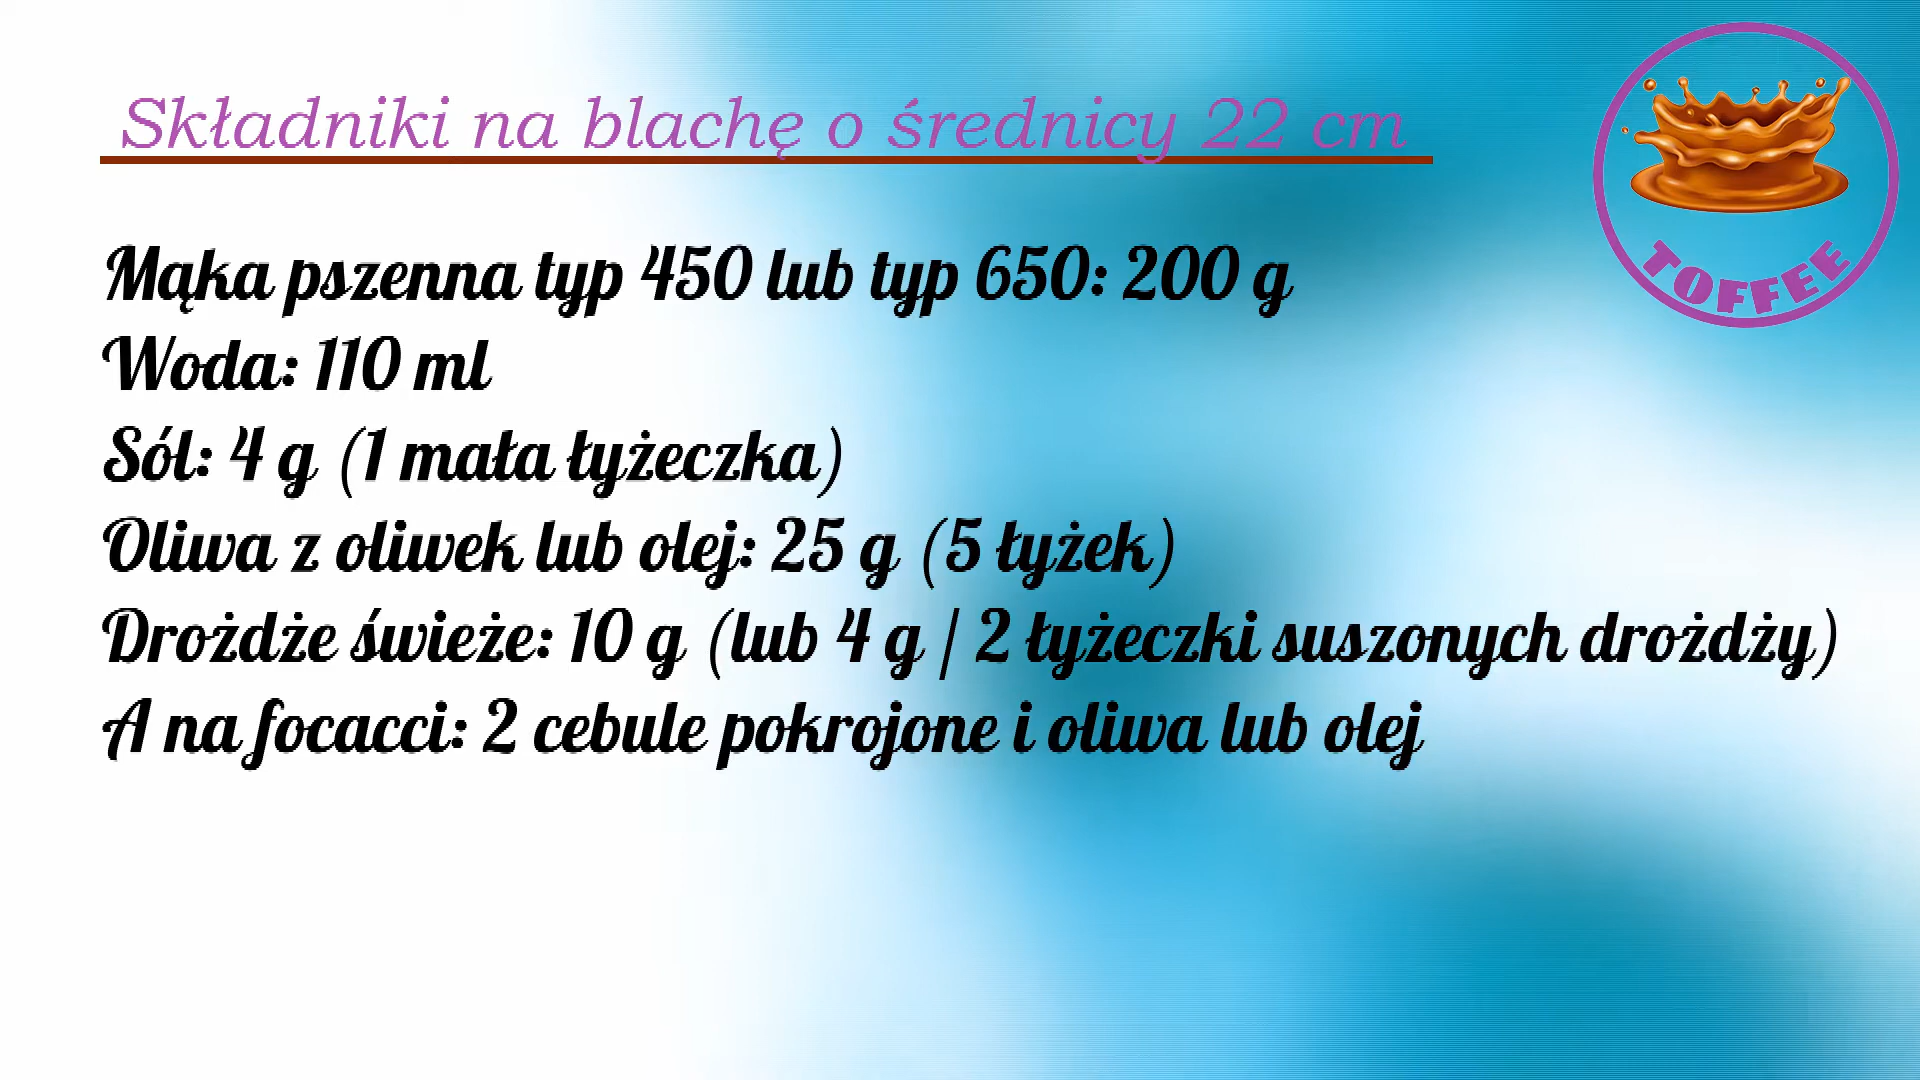 Składniki na blachę o średnicy 22 cm
TOFFEE
Mąka pszenna typ 450 lub typ 650: 200 g
Woda: 110 ml
Sól: 4 g (1 mała łyżeczka)
Oliwa z oliwek lub olej: 25 g (5 łyżek)
Drożdże świeże: 10 g (lub 4 g / 2 łyżeczki suszonych drożdży)
A na focacci: 2 cebule pokrojone i oliwa lub olej